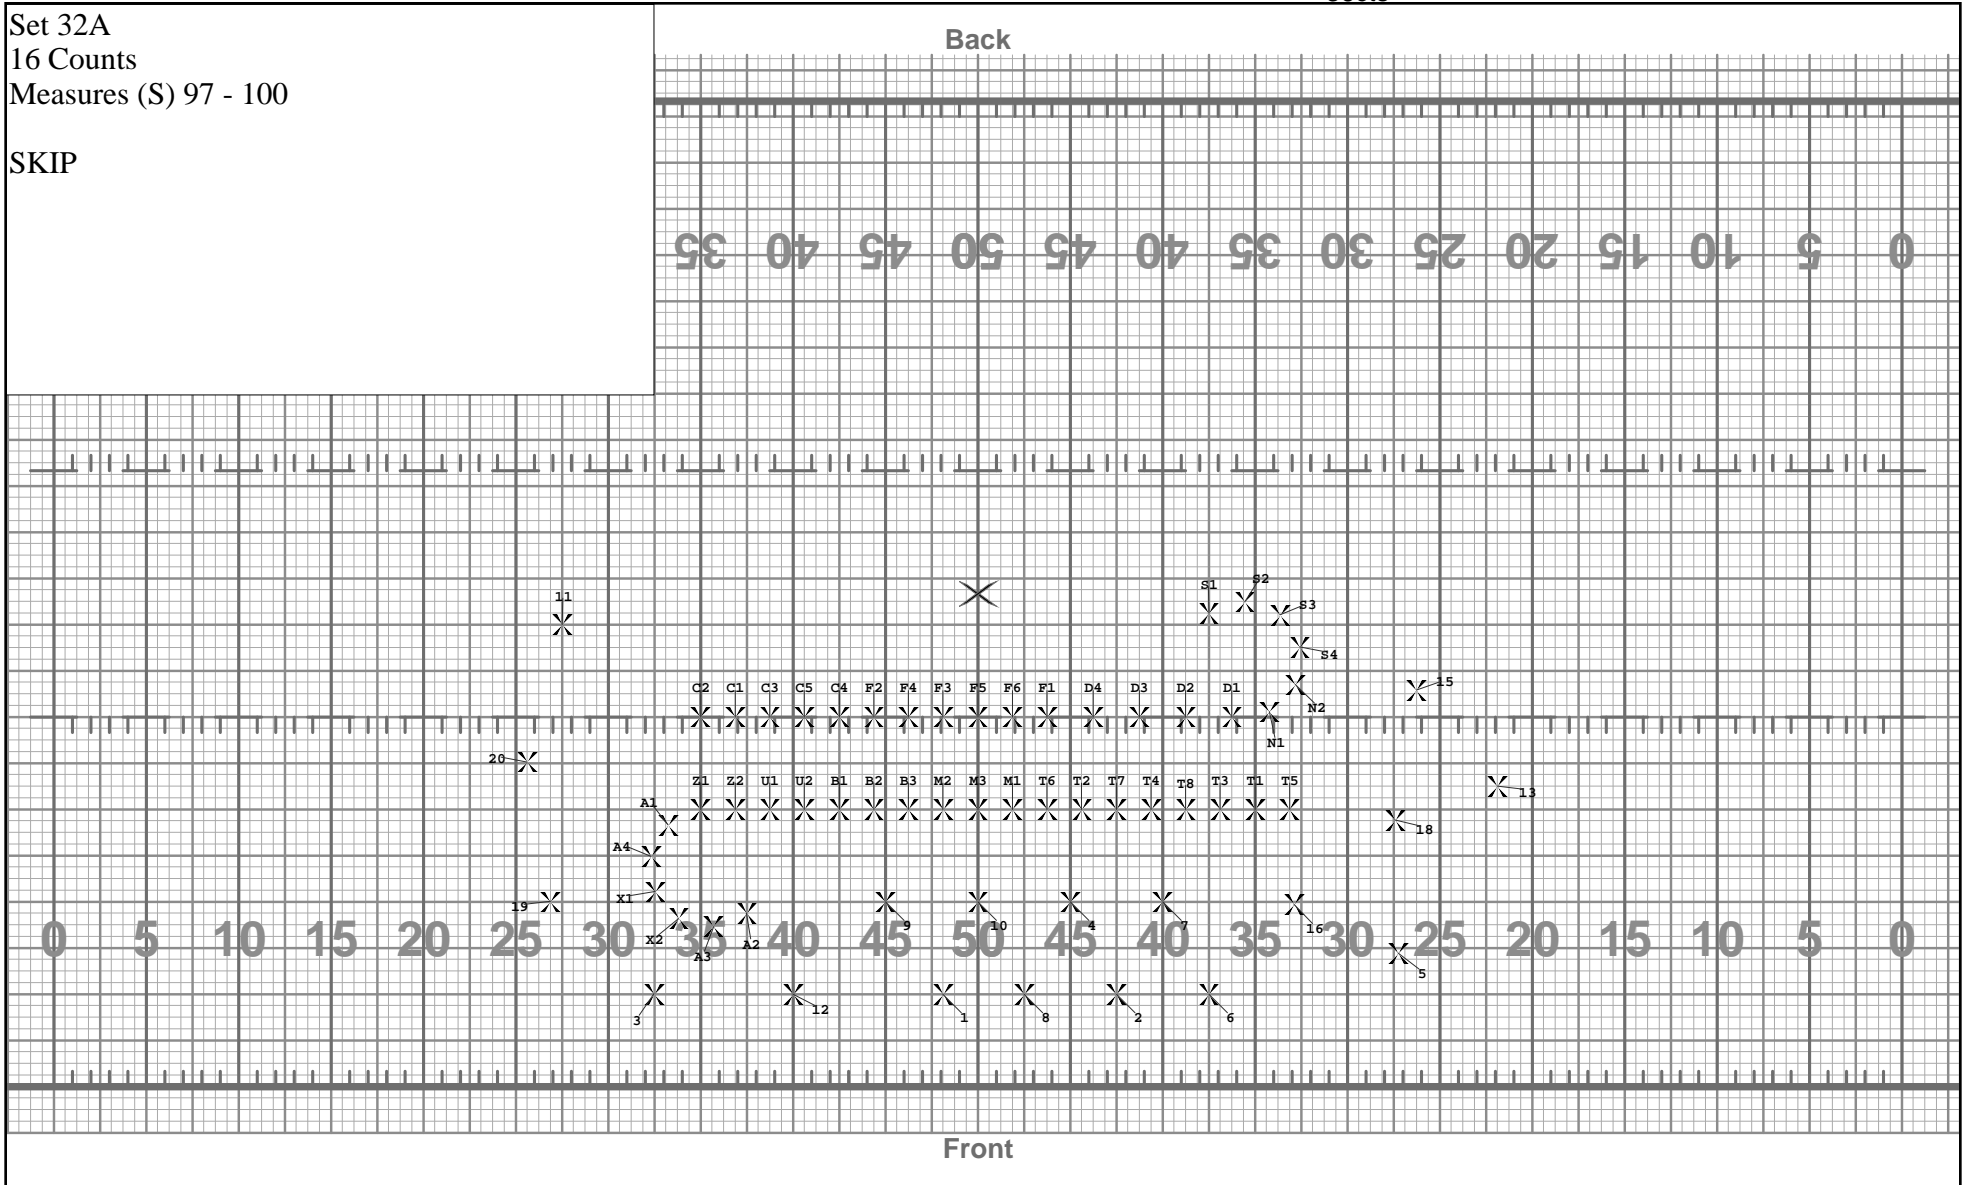 Set 32A
16 Counts
Measures (S) 97 - 100
SKIP
Back
35 40 45 50 45 40 35 30 25 20 15 10 5 0
S2
S1
11
S3
S4
15
C2 C1 C3 C5 C4 F2 F4 F3 F5 F6 F1 D4 D3 D2 D1
N2
N1
20
Z1 Z2 U1 U2 B1 B2 B3 M2 M3 M1 T6 T2 T7 T4 T8 T3 T1 T5
13
A1
18
A4
X1
19
9 10 4 7 16
X2 A2
0 5 10 15 20 25 30 35 40 45 50 45 40 35 30 25 20 15 10 5 0
A3
5
12
3 1 8 2 6
Front